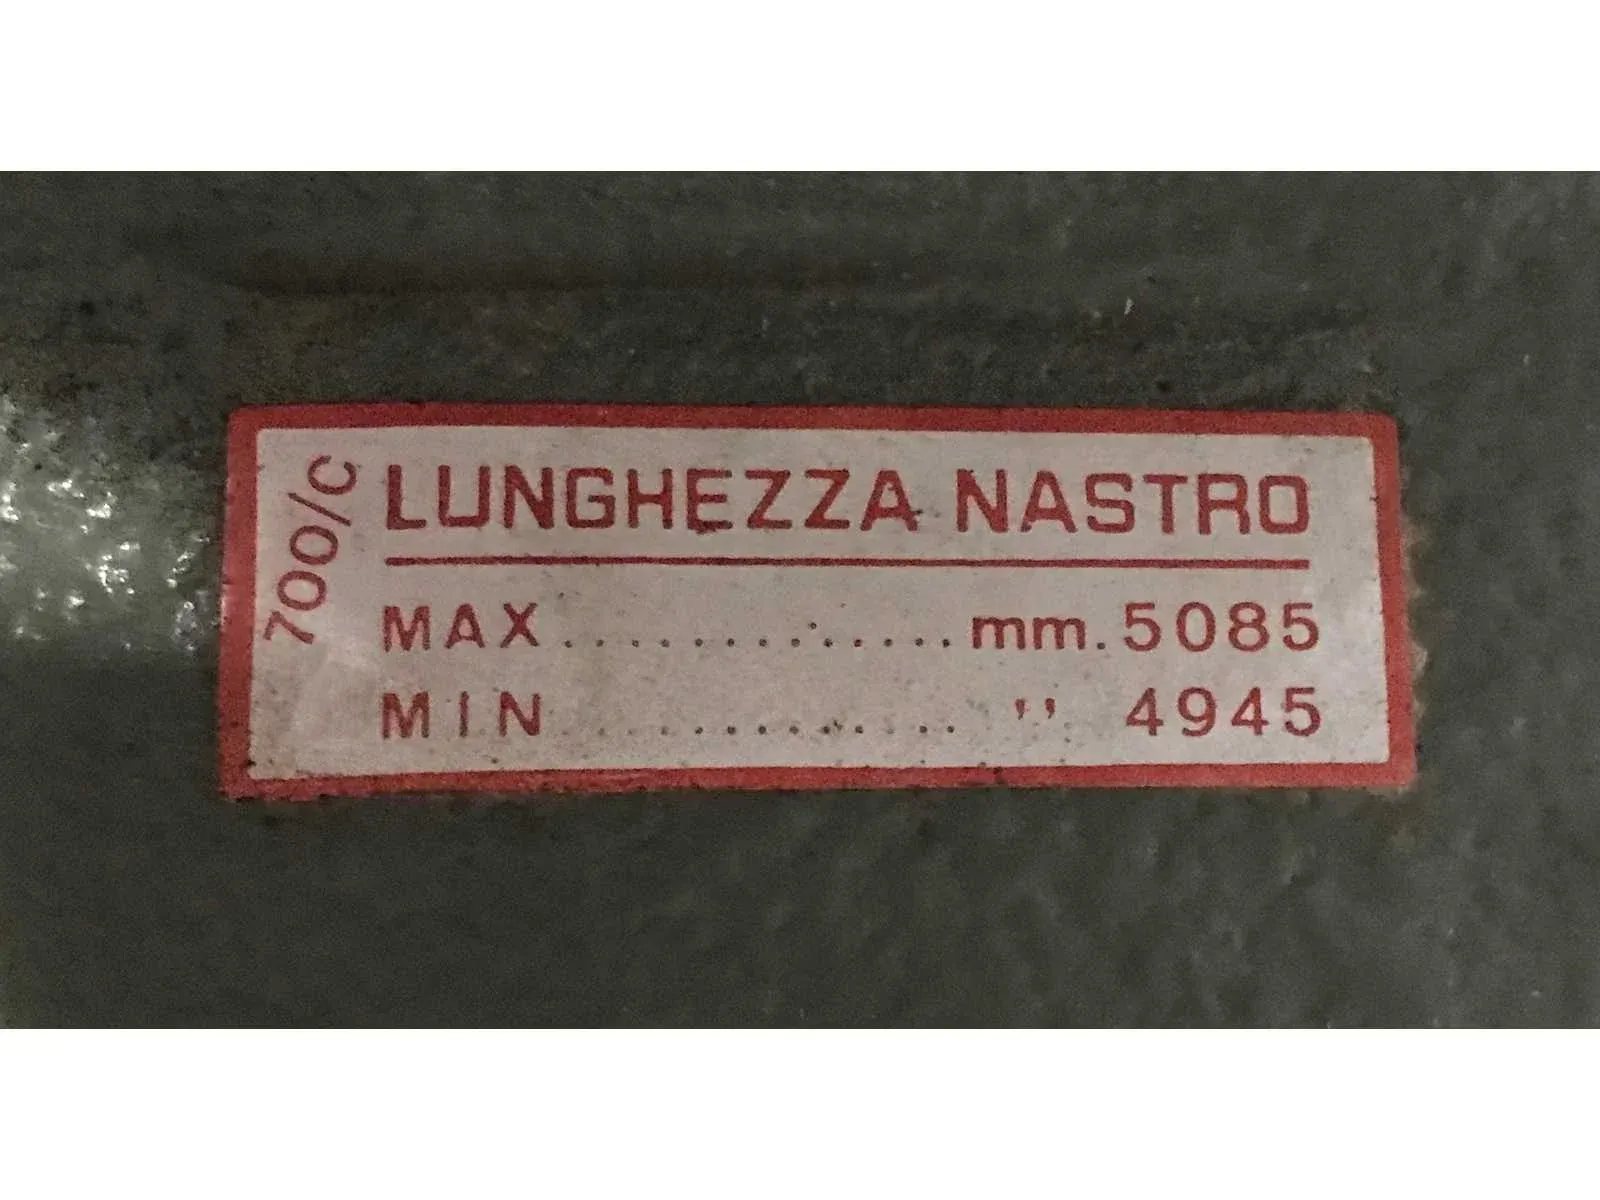 700/C
LUNGHEZZA NASTRO
MAX .............. mm. 5085
MIN ............ '' 4945